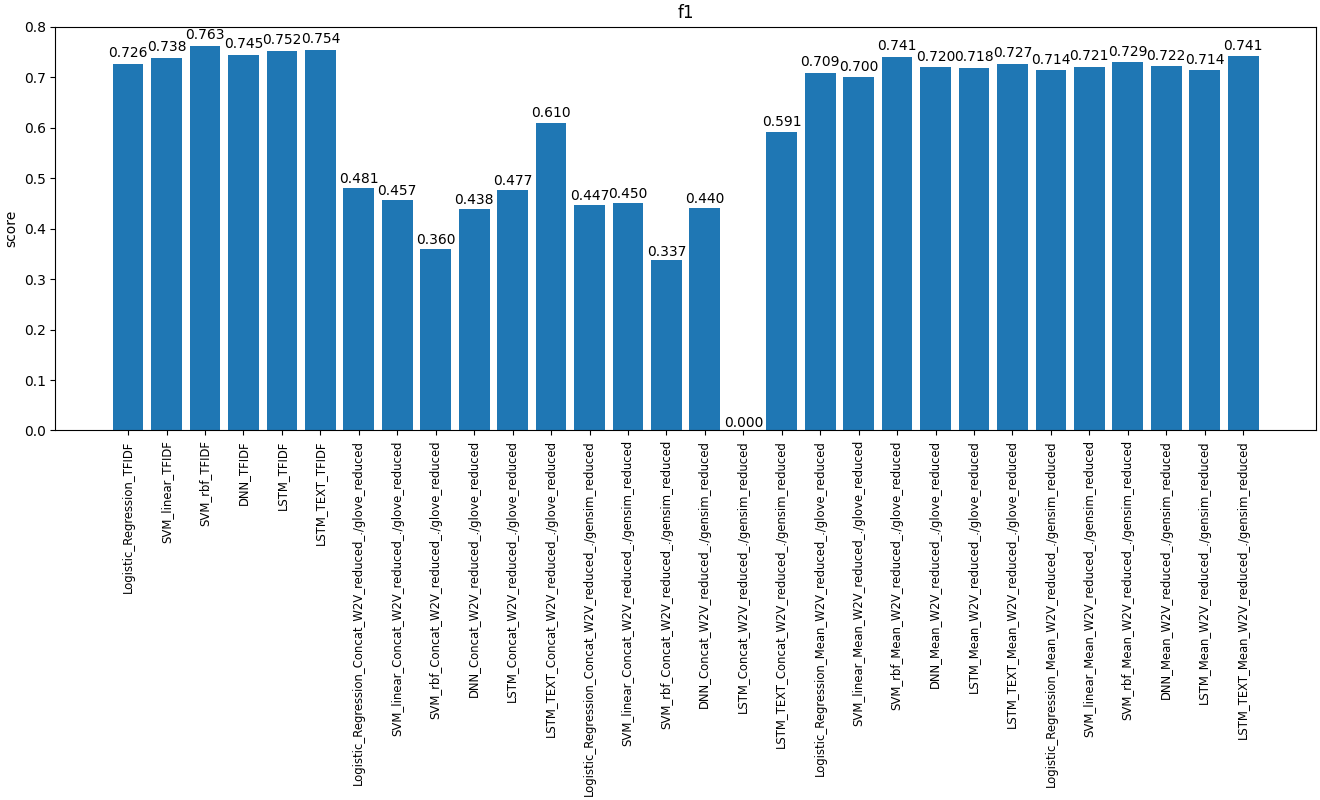 f1
0.726
0.738
0.763
0.745
0.752
0.754
0.481
0.457
0.360
0.438
0.477
0.610
0.447
0.450
0.337
0.440
0.000
0.591
0.709
0.700
0.741
0.720
0.718
0.727
0.714
0.721
0.729
0.722
0.714
0.741
score
0.8
0.7
0.6
0.5
0.4
0.3
0.2
0.1
0.0
Logistic_Regression_TFIDF
SVM_linear_TFIDF
SVM_rbf_TFIDF
DNN_TFIDF
LSTM_TFIDF
LSTM_TEXT_TFIDF
Logistic_Regression_Concat_W2V_reduced_./glove_reduced
SVM_linear_Concat_W2V_reduced_./glove_reduced
SVM_rbf_Concat_W2V_reduced_./glove_reduced
DNN_Concat_W2V_reduced_./glove_reduced
LSTM_Concat_W2V_reduced_./glove_reduced
LSTM_TEXT_Concat_W2V_reduced_./glove_reduced
Logistic_Regression_Concat_W2V_reduced_./gensim_reduced
SVM_linear_Concat_W2V_reduced_./gensim_reduced
SVM_rbf_Concat_W2V_reduced_./gensim_reduced
DNN_Concat_W2V_reduced_./gensim_reduced
LSTM_Concat_W2V_reduced_./gensim_reduced
LSTM_TEXT_Concat_W2V_reduced_./gensim_reduced
Logistic_Regression_Mean_W2V_reduced_./glove_reduced
SVM_linear_Mean_W2V_reduced_./glove_reduced
SVM_rbf_Mean_W2V_reduced_./glove_reduced
DNN_Mean_W2V_reduced_./glove_reduced
LSTM_Mean_W2V_reduced_./glove_reduced
LSTM_TEXT_Mean_W2V_reduced_./glove_reduced
Logistic_Regression_Mean_W2V_reduced_./gensim_reduced
SVM_linear_Mean_W2V_reduced_./gensim_reduced
SVM_rbf_Mean_W2V_reduced_./gensim_reduced
DNN_Mean_W2V_reduced_./gensim_reduced
LSTM_Mean_W2V_reduced_./gensim_reduced
LSTM_TEXT_Mean_W2V_reduced_./gensim_reduced